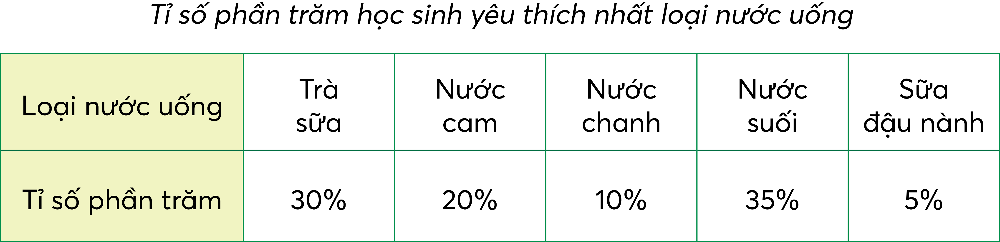 Tỉ số phần trăm học sinh yêu thích nhất loại nước uống
Loại nước uống
Trà
sữa
Nước
cam
Nước
chanh
Nước
suối
Sữa
đậu nành
Tỉ số phần trăm
30%
20%
10%
35%
5%